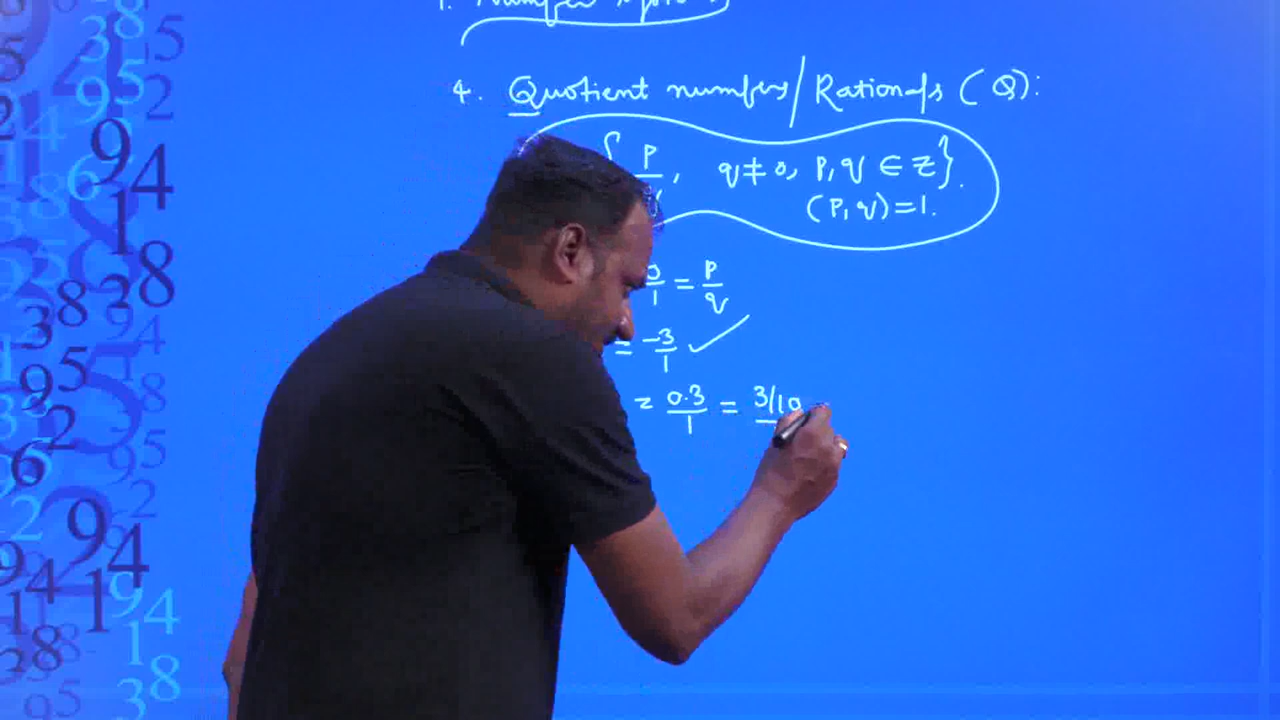 4. Quotient numbers/Rationals (Q):
{ p/q, q≠0, p,q ∈ z}.
(p,q)=1.
0/1 = p/q
= -3/1 ✓
= 0.3/1 = 3/10